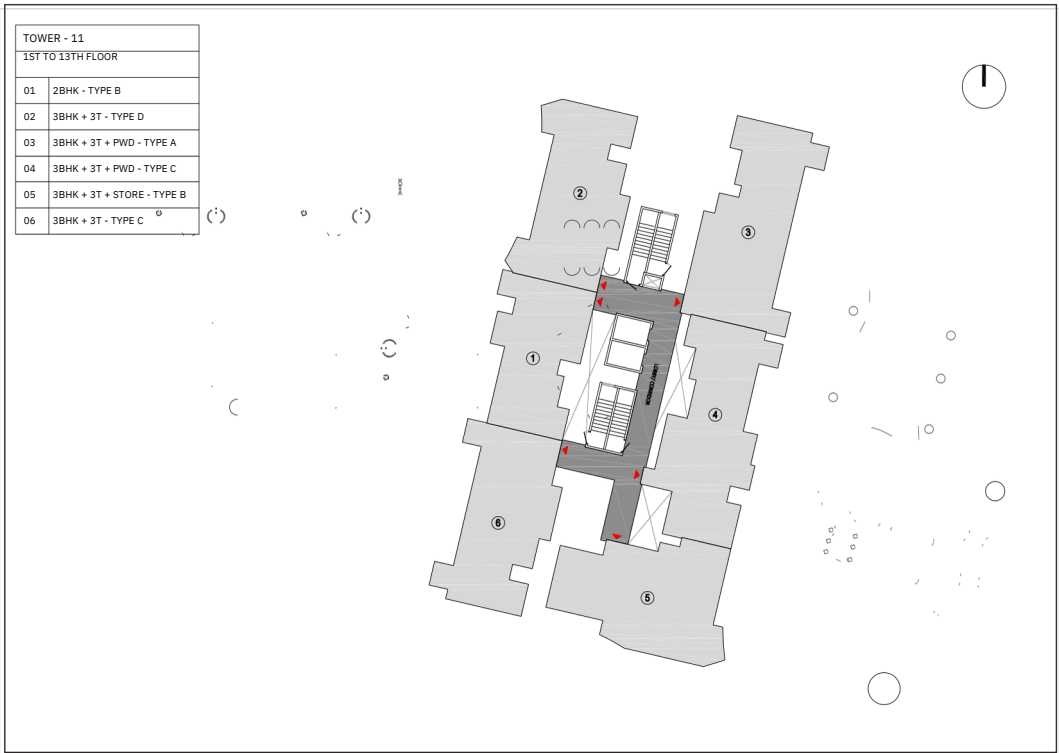 TOWER - 11
1ST TO 13TH FLOOR
01 2BHK - TYPE B
02 3BHK + 3T - TYPE D
03 3BHK + 3T + PWD - TYPE A
04 3BHK + 3T + PWD - TYPE C
05 3BHK + 3T + STORE - TYPE B
06 3BHK + 3T - TYPE C
2
3
1
LOBBY/ CORRIDOR
4
6
5